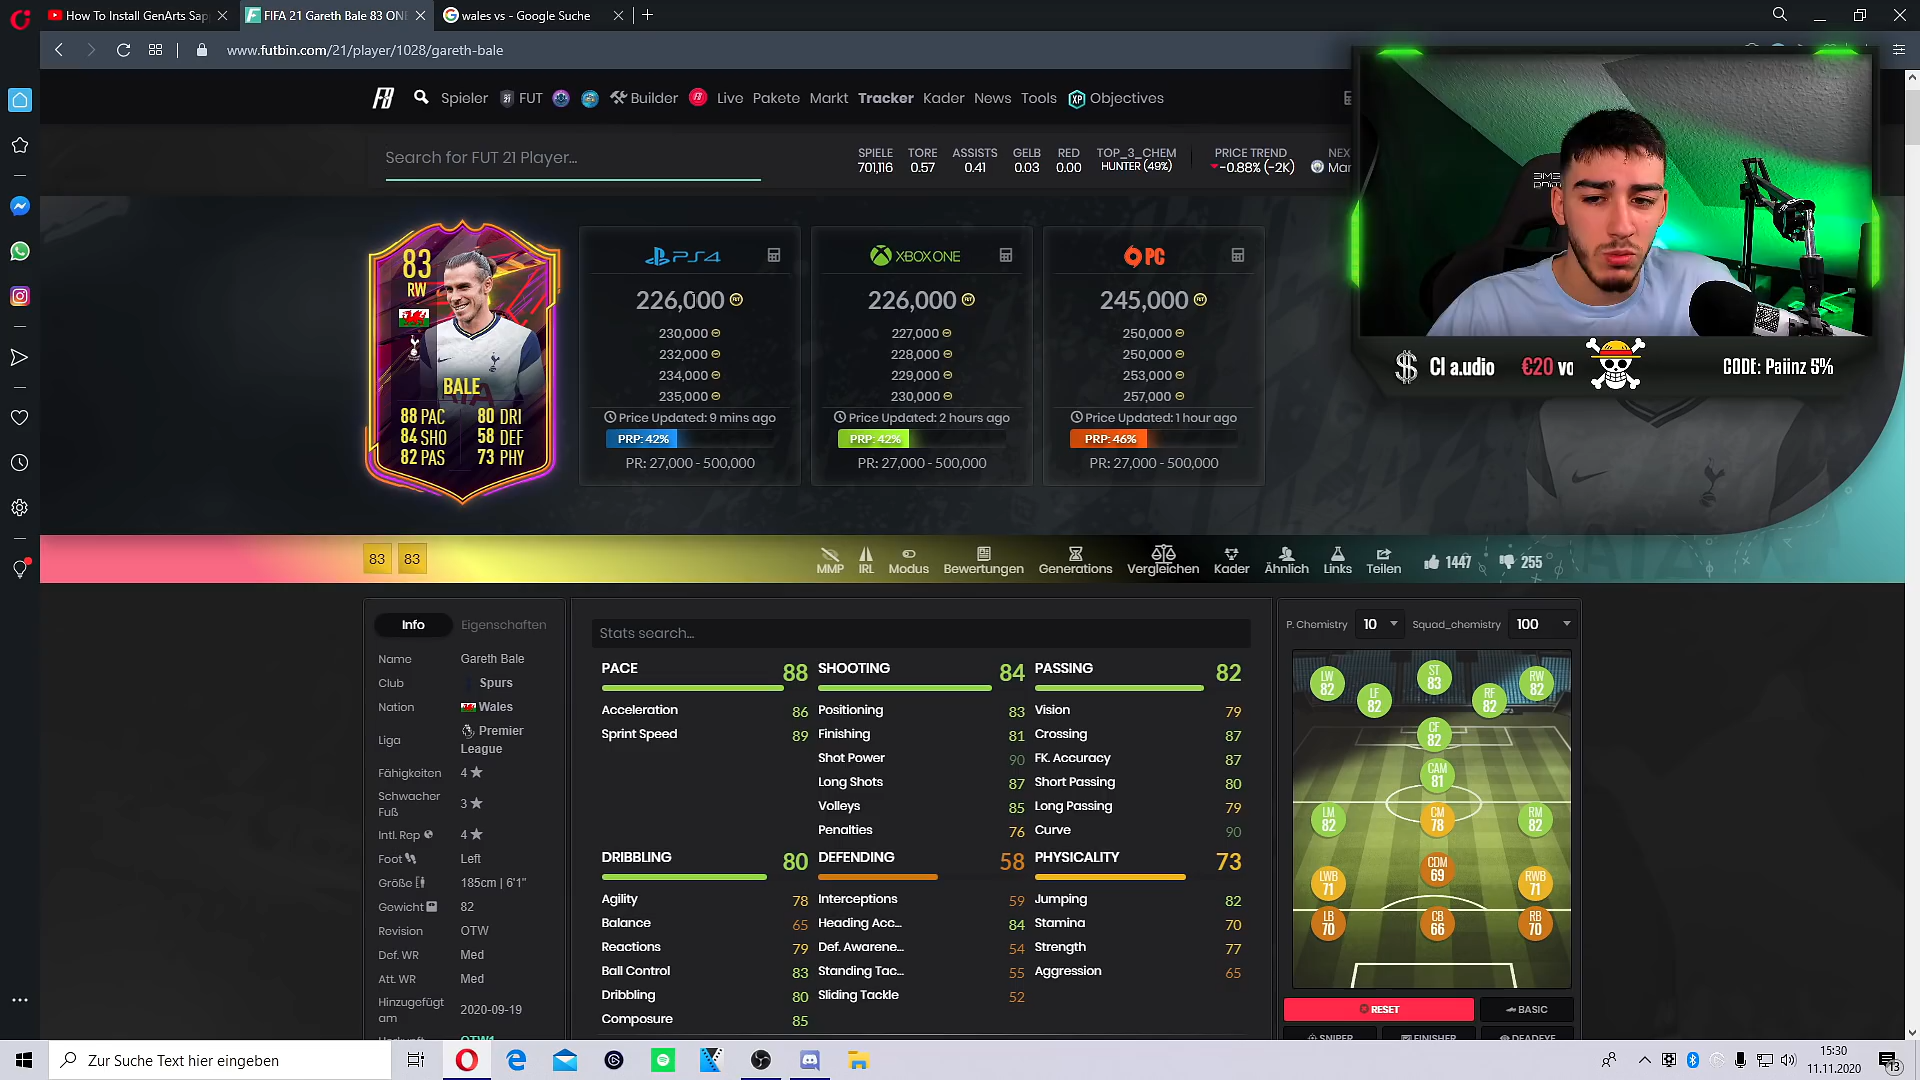 How To Install GenArts Sap
FIFA 21 Gareth Bale 83 ONE
wales vs - Google Suche
www.futbin.com/21/player/1028/gareth-bale
Spieler
FUT
Builder
Live
Pakete
Markt
Tracker
Kader
News
Tools
XP
Objectives
Search for FUT 21 Player...
SPIELE
701,116
TORE
0.57
ASSISTS
0.41
GELB
0.03
RED
0.00
TOP_3_CHEM
HUNTER (49%)
PRICE TREND
-0.88% (-2K)
NEX
Mar
83
RW
BALE
88 PAC
84 SHO
82 PAS
80 DRI
58 DEF
73 PHY
PS4
226,000
230,000
232,000
234,000
235,000
Price Updated: 9 mins ago
PRP: 42%
PR: 27,000 - 500,000
XBOX ONE
226,000
227,000
228,000
229,000
230,000
Price Updated: 2 hours ago
PRP: 42%
PR: 27,000 - 500,000
PC
245,000
250,000
250,000
253,000
257,000
Price Updated: 1 hour ago
PRP: 46%
PR: 27,000 - 500,000
Cl a.udio
€20 vo
CODE: Paiinz 5%
83
83
MMP
IRL
Modus
Bewertungen
Generations
Vergleichen
Kader
Ähnlich
Links
Teilen
1447
255
Info
Eigenschaften
Name Gareth Bale
Club Spurs
Nation Wales
Liga Premier
League
Fähigkeiten 4
Schwacher
Fuß 3
Intl. Rep 4
Foot Left
Größe 185cm | 6'1"
Gewicht 82
Revision OTW
Def. WR Med
Att. WR Med
Hinzugefügt
am 2020-09-19
Stats search...
PACE 88
Acceleration 86
Sprint Speed 89
SHOOTING 84
Positioning 83
Finishing 81
Shot Power 90
Long Shots 87
Volleys 85
Penalties 76
PASSING 82
Vision 79
Crossing 87
FK. Accuracy 87
Short Passing 80
Long Passing 79
Curve 90
DRIBBLING 80
Agility 78
Balance 65
Reactions 79
Ball Control 83
Dribbling 80
Composure 85
DEFENDING 58
Interceptions 59
Heading Acc... 84
Def. Awarene... 54
Standing Tac... 55
Sliding Tackle 52
PHYSICALITY 73
Jumping 82
Stamina 70
Strength 77
Aggression 65
P. Chemistry 10
Squad_chemistry 100
LW
82
LF
82
ST
83
RF
82
RW
82
CF
82
CAM
81
LM
82
CM
78
RM
82
CDM
69
LWB
71
RWB
71
LB
70
CB
66
RB
70
RESET
BASIC
SNIPER
FINISHER
DEADEYE
Zur Suche Text hier eingeben
15:30
11.11.2020
13